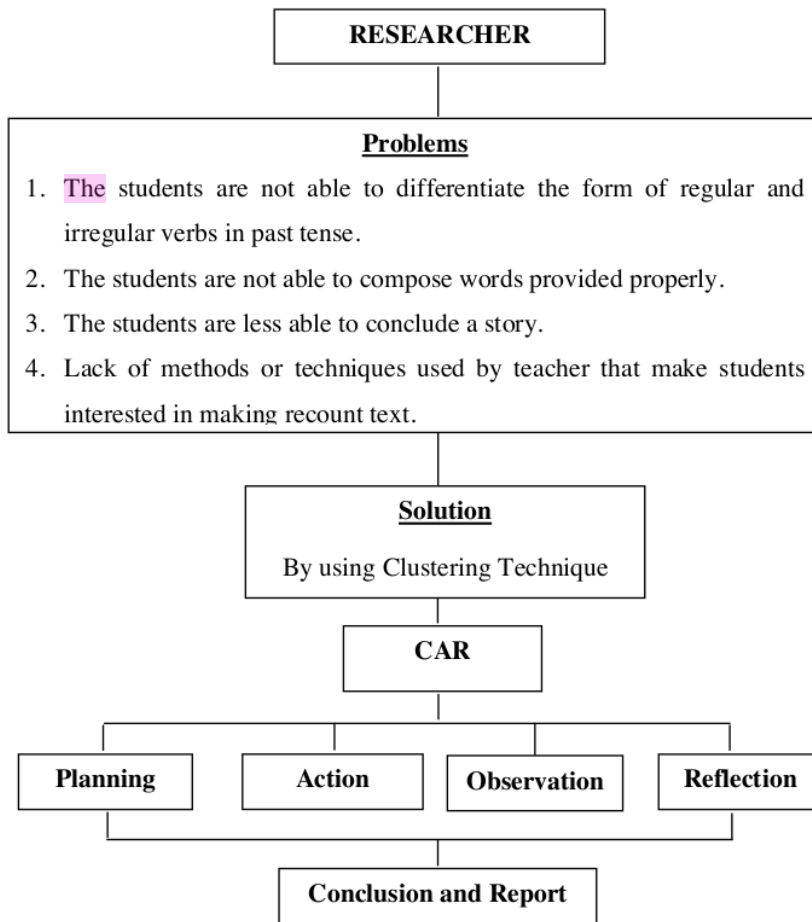 RESEARCHER
Problems
1. The students are not able to differentiate the form of regular and
irregular verbs in past tense.
2. The students are not able to compose words provided properly.
3. The students are less able to conclude a story.
4. Lack of methods or techniques used by teacher that make students
interested in making recount text.
Solution
By using Clustering Technique
CAR
Planning Action Observation Reflection
Conclusion and Report